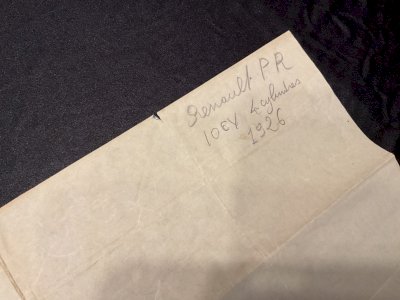 Renault PR
10CV 4 cylindres
1926